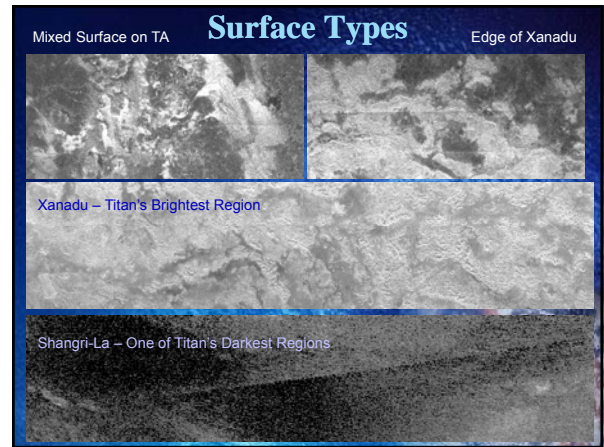 Surface Types
Mixed Surface on TA
Edge of Xanadu
Xanadu – Titan's Brightest Region
Shangri-La – One of Titan's Darkest Regions